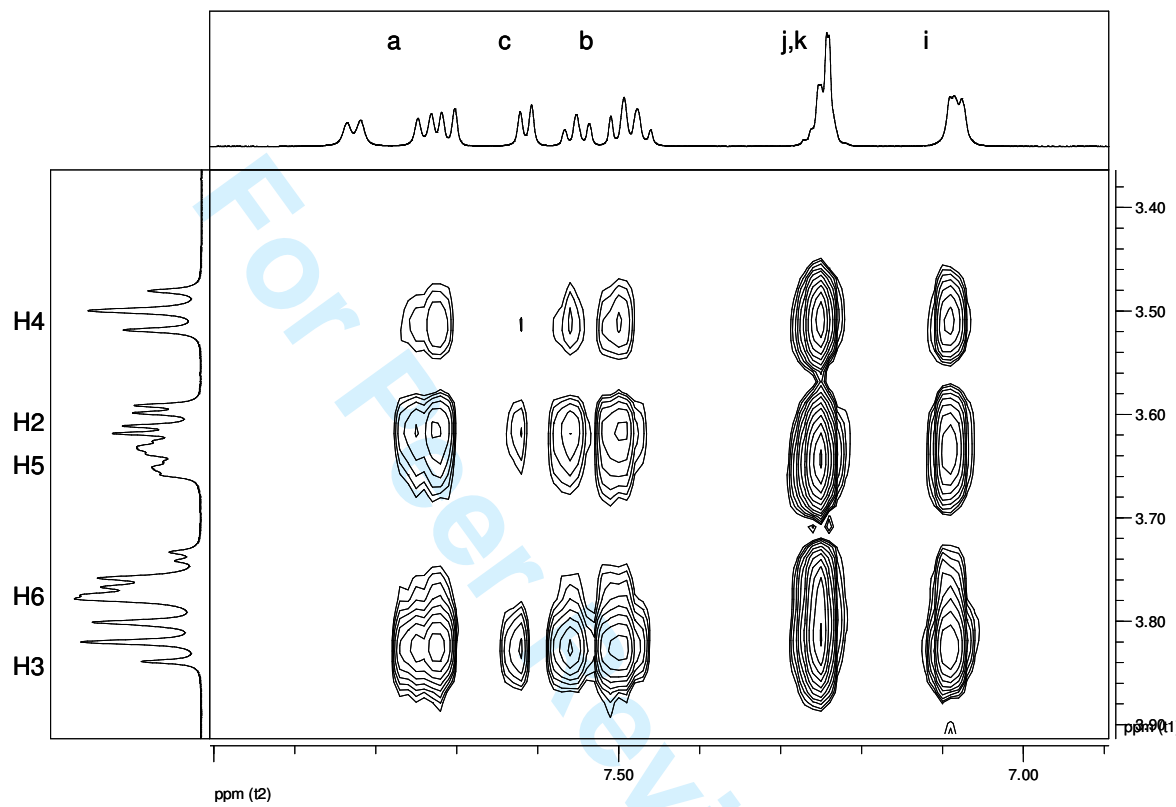 a c b j,k i
H4
H2
H5
H6
H3
3.40
3.50
3.60
3.70
3.80
3.90
ppm (t1
7.50 7.00
ppm (t2)
For Peer Revi